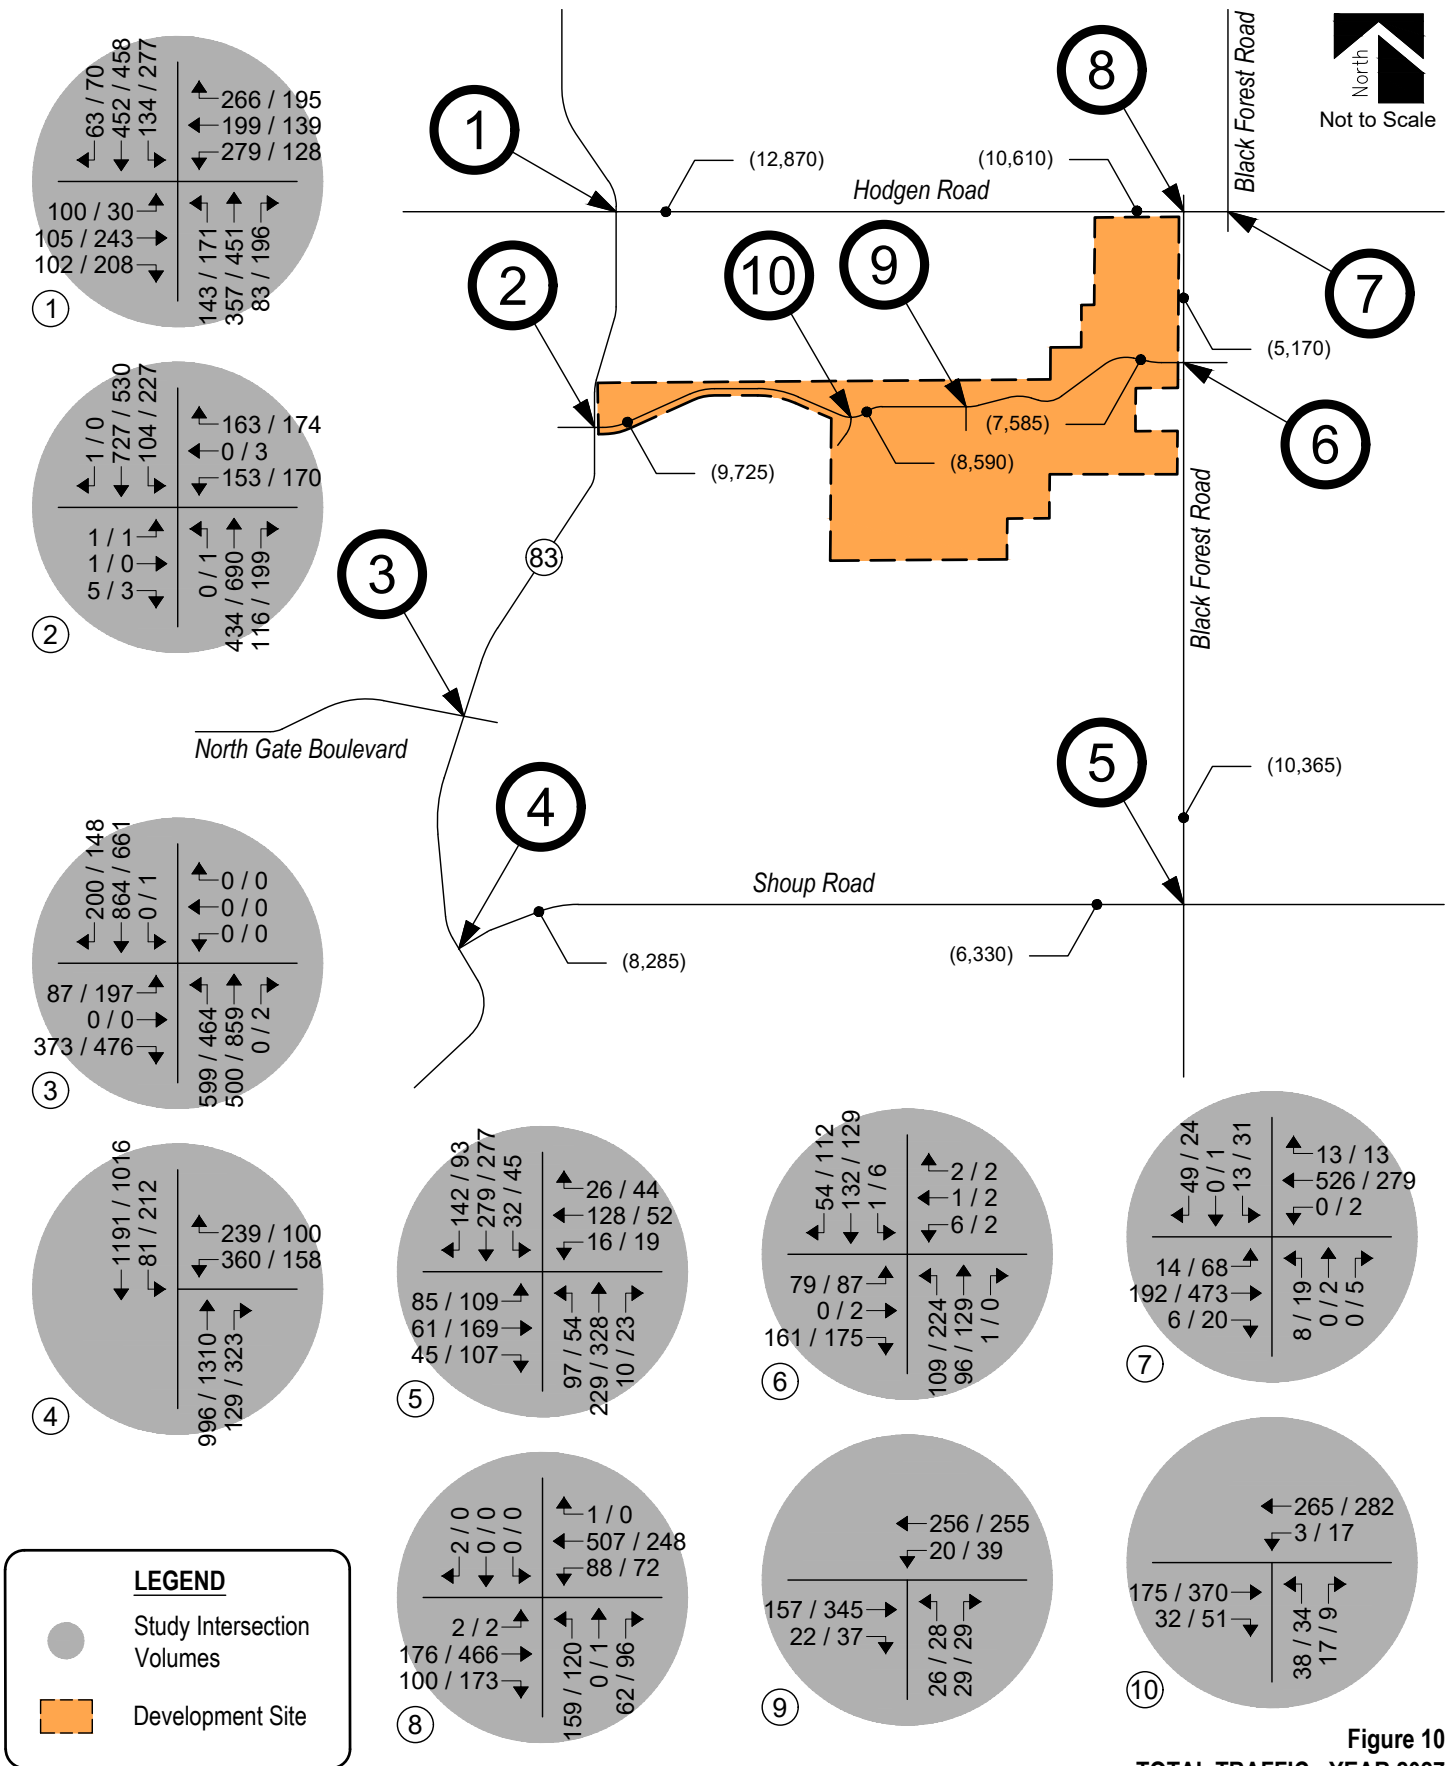 63 / 70
452 / 458
134 / 277
266 / 195
199 / 139
279 / 128
100 / 30
105 / 243
102 / 208
143 / 171
357 / 451
83 / 196
1
1 / 0
727 / 530
104 / 227
163 / 174
0 / 3
153 / 170
1 / 1
1 / 0
5 / 3
0 / 1
434 / 690
116 / 199
2
200 / 148
864 / 661
0 / 1
0 / 0
0 / 0
0 / 0
87 / 197
0 / 0
373 / 476
599 / 464
500 / 859
0 / 2
3
1191 / 1016
81 / 212
239 / 100
360 / 158
996 / 1310
129 / 323
4
1
2
3
4
5
6
7
8
9
10
Black Forest Road
North
Not to Scale
(12,870)
(10,610)
Hodgen Road
(5,170)
(7,585)
(8,590)
(9,725)
83
Black Forest Road
North Gate Boulevard
(10,365)
Shoup Road
(8,285)
(6,330)
142 / 93
279 / 277
32 / 45
26 / 44
128 / 52
16 / 19
85 / 109
61 / 169
45 / 107
97 / 54
229 / 328
10 / 23
5
54 / 112
132 / 129
1 / 6
2 / 2
1 / 2
6 / 2
79 / 87
0 / 2
161 / 175
109 / 224
96 / 129
1 / 0
6
49 / 24
0 / 1
13 / 31
13 / 13
526 / 279
0 / 2
14 / 68
192 / 473
6 / 20
8 / 19
0 / 2
0 / 5
7
2 / 0
0 / 0
0 / 0
1 / 0
507 / 248
88 / 72
2 / 2
176 / 466
100 / 173
159 / 120
0 / 1
62 / 96
8
256 / 255
20 / 39
157 / 345
22 / 37
26 / 28
29 / 29
9
265 / 282
3 / 17
175 / 370
32 / 51
38 / 34
17 / 9
10
LEGEND
Study Intersection
Volumes
Development Site
Figure 10